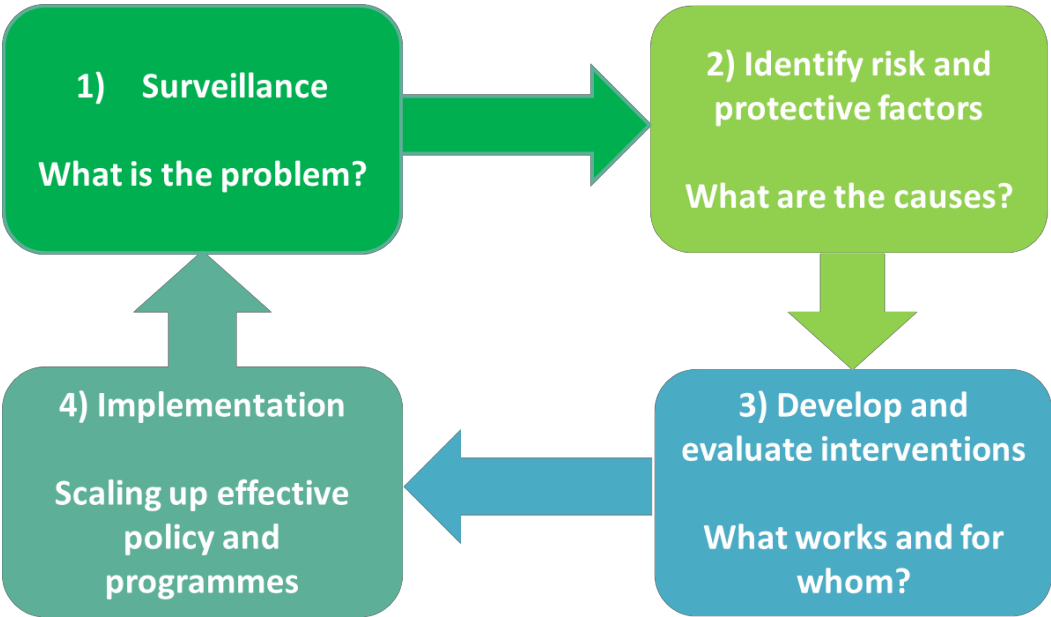 1) Surveillance
What is the problem?
2) Identify risk and
protective factors
What are the causes?
3) Develop and
evaluate interventions
What works and for
whom?
4) Implementation
Scaling up effective
policy and
programmes